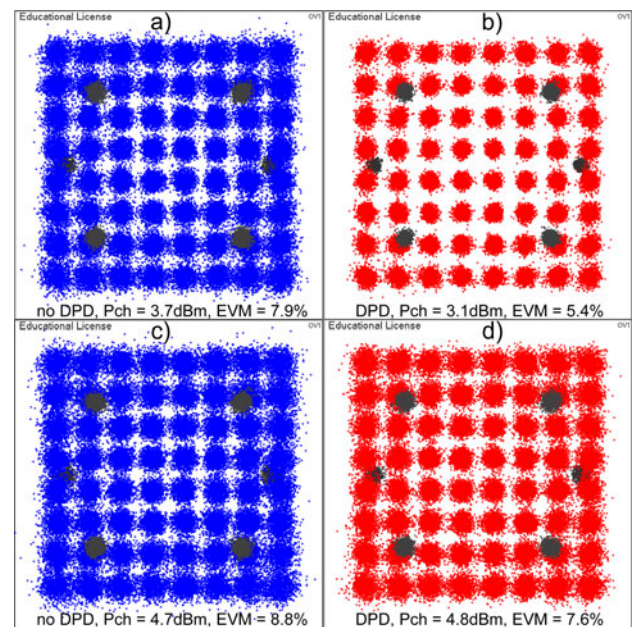 Educational License
OV1
a)
no DPD, Pch = 3.7dBm, EVM = 7.9%
Educational License
OV1
b)
DPD, Pch = 3.1dBm, EVM = 5.4%
Educational License
OV1
c)
no DPD, Pch = 4.7dBm, EVM = 8.8%
Educational License
OV1
d)
DPD, Pch = 4.8dBm, EVM = 7.6%